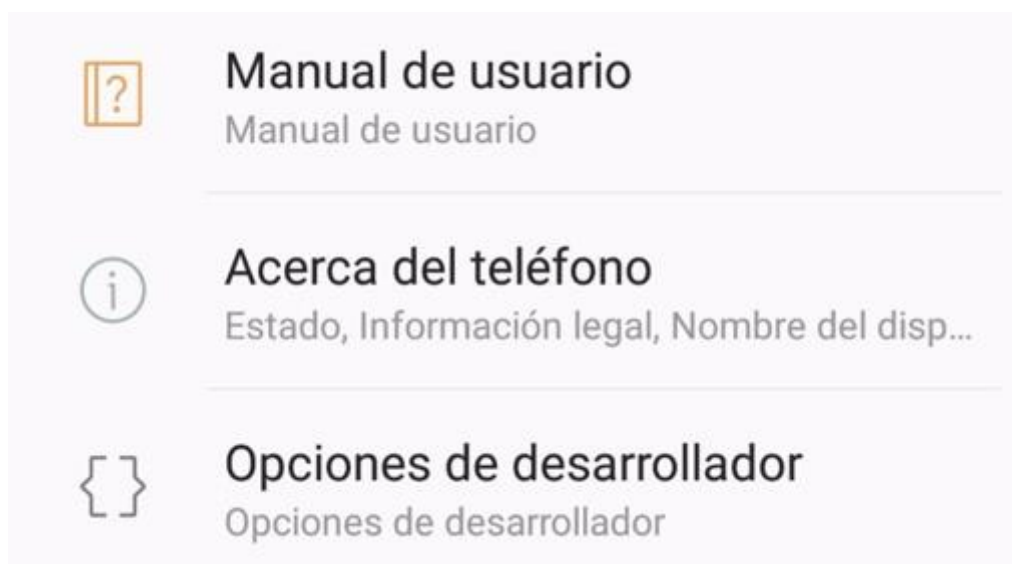 Manual de usuario
Manual de usuario
Acerca del teléfono
Estado, Información legal, Nombre del disp...
Opciones de desarrollador
Opciones de desarrollador